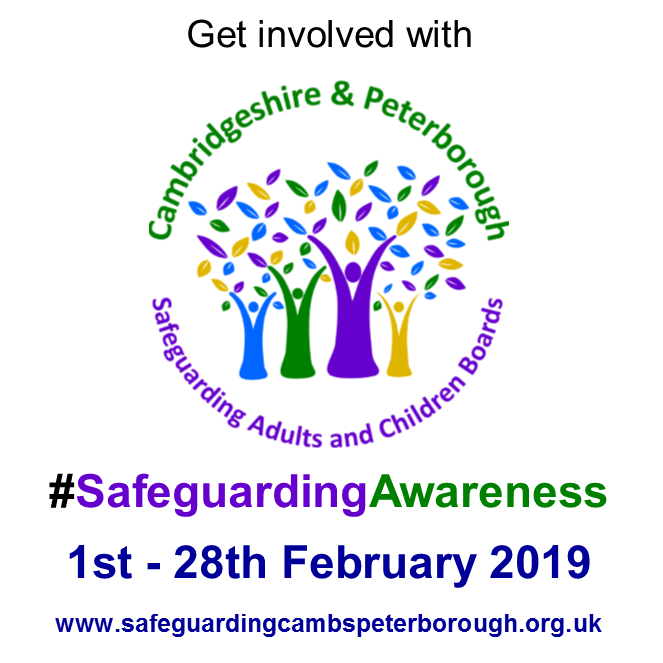 Get involved with
Cambridgeshire & Peterborough
Safeguarding Adults and Children Boards
#SafeguardingAwareness
1st - 28th February 2019
www.safeguardingcambspeterborough.org.uk